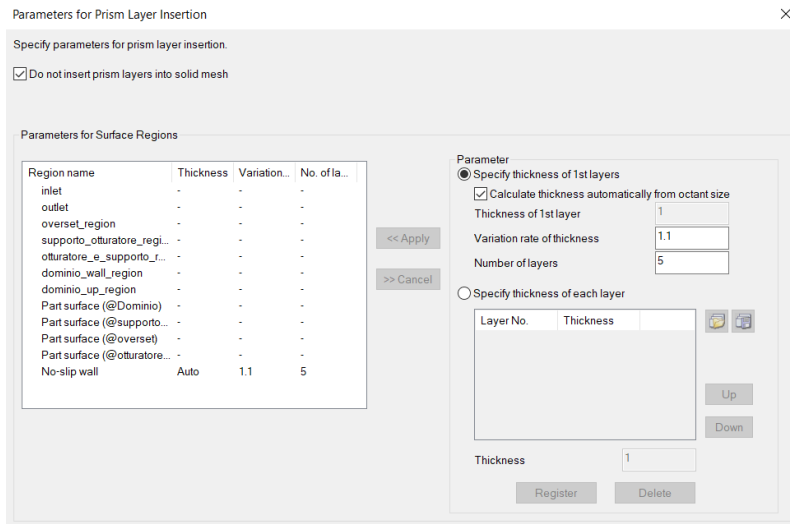 Parameters for Prism Layer Insertion
Specify parameters for prism layer insertion.
Do not insert prism layers into solid mesh
Parameters for Surface Regions
Region name Thickness Variation... No. of la...
inlet - - -
outlet - - -
overset_region - - -
supporto_otturatore_regi... - - -
otturatore_e_supporto_r... - - -
dominio_wall_region - - -
dominio_up_region - - -
Part surface (@Dominio) - - -
Part surface (@supporto... - - -
Part surface (@overset) - - -
Part surface (@otturatore... - - -
No-slip wall Auto 1.1 5
<< Apply
>> Cancel
Parameter
Specify thickness of 1st layers
Calculate thickness automatically from octant size
Thickness of 1st layer 1
Variation rate of thickness 1.1
Number of layers 5
Specify thickness of each layer
Layer No. Thickness
Up
Down
Thickness 1
Register Delete